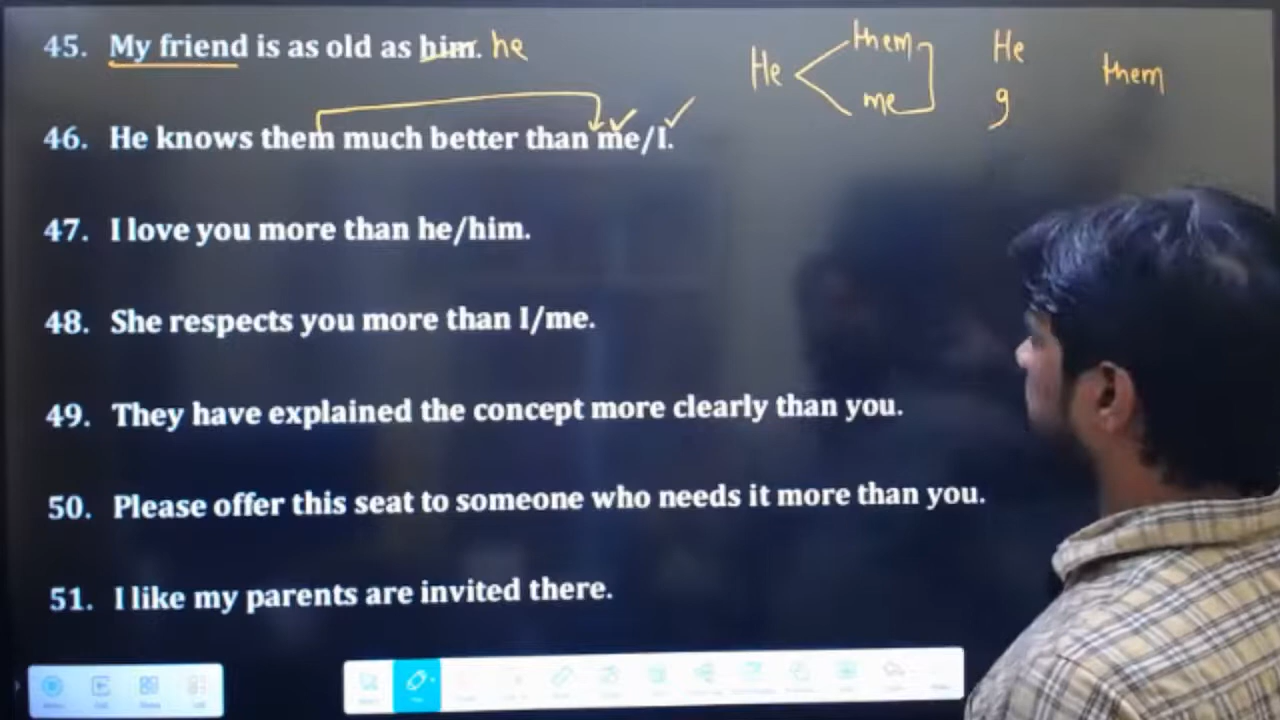 45. My friend is as old as him. he
He them me He g them
46. He knows them much better than me/I.
47. I love you more than he/him.
48. She respects you more than I/me.
49. They have explained the concept more clearly than you.
50. Please offer this seat to someone who needs it more than you.
51. I like my parents are invited there.